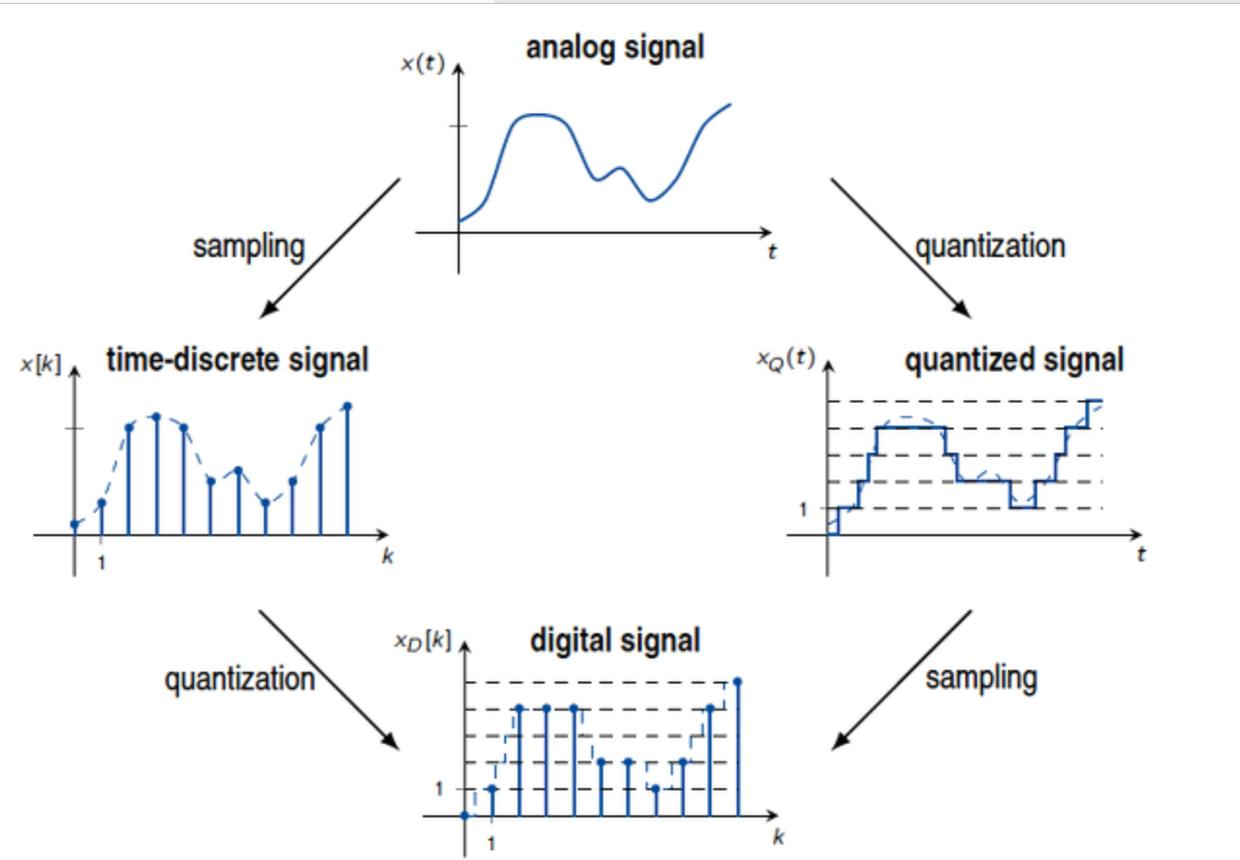 analog signal
x(t)
t
sampling
quantization
time-discrete signal
x[k]
1
k
quantized signal
x_Q(t)
1
t
quantization
sampling
digital signal
x_D[k]
1
1
k